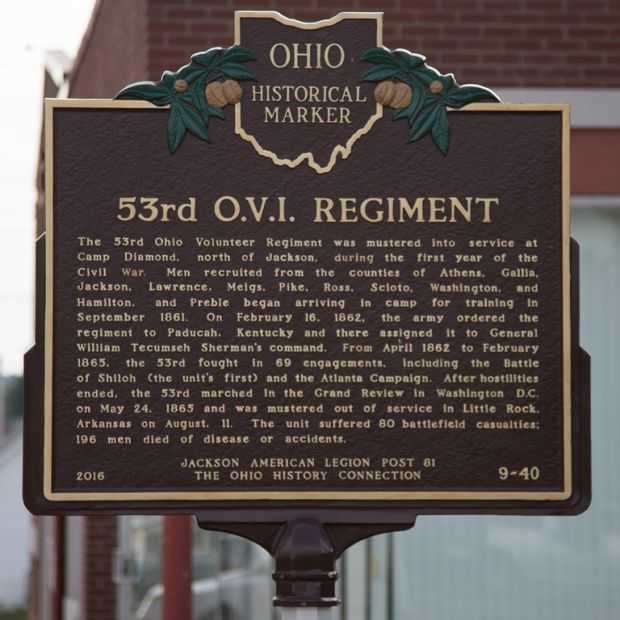 OHIO
HISTORICAL
MARKER
53rd O.V.I. REGIMENT
The 53rd Ohio Volunteer Regiment was mustered into service at
Camp Diamond, north of Jackson, during the first year of the
Civil War. Men recruited from the counties of Athens, Gallia,
Jackson, Lawrence, Meigs, Pike, Ross, Scioto, Washington, and
Hamilton, and Preble began arriving in camp for training in
September 1861. On February 16, 1862, the army ordered the
regiment to Paducah, Kentucky and there assigned it to General
William Tecumseh Sherman's command. From April 1862 to February
1865, the 53rd fought in 69 engagements, including the Battle
of Shiloh (the unit's first) and the Atlanta Campaign. After hostilities
ended, the 53rd marched in the Grand Review in Washington D.C.
on May 24, 1865 and was mustered out of service in Little Rock,
Arkansas on August, 11. The unit suffered 80 battlefield casualties;
196 men died of disease or accidents.
JACKSON AMERICAN LEGION POST 81
2016 THE OHIO HISTORY CONNECTION 9-40